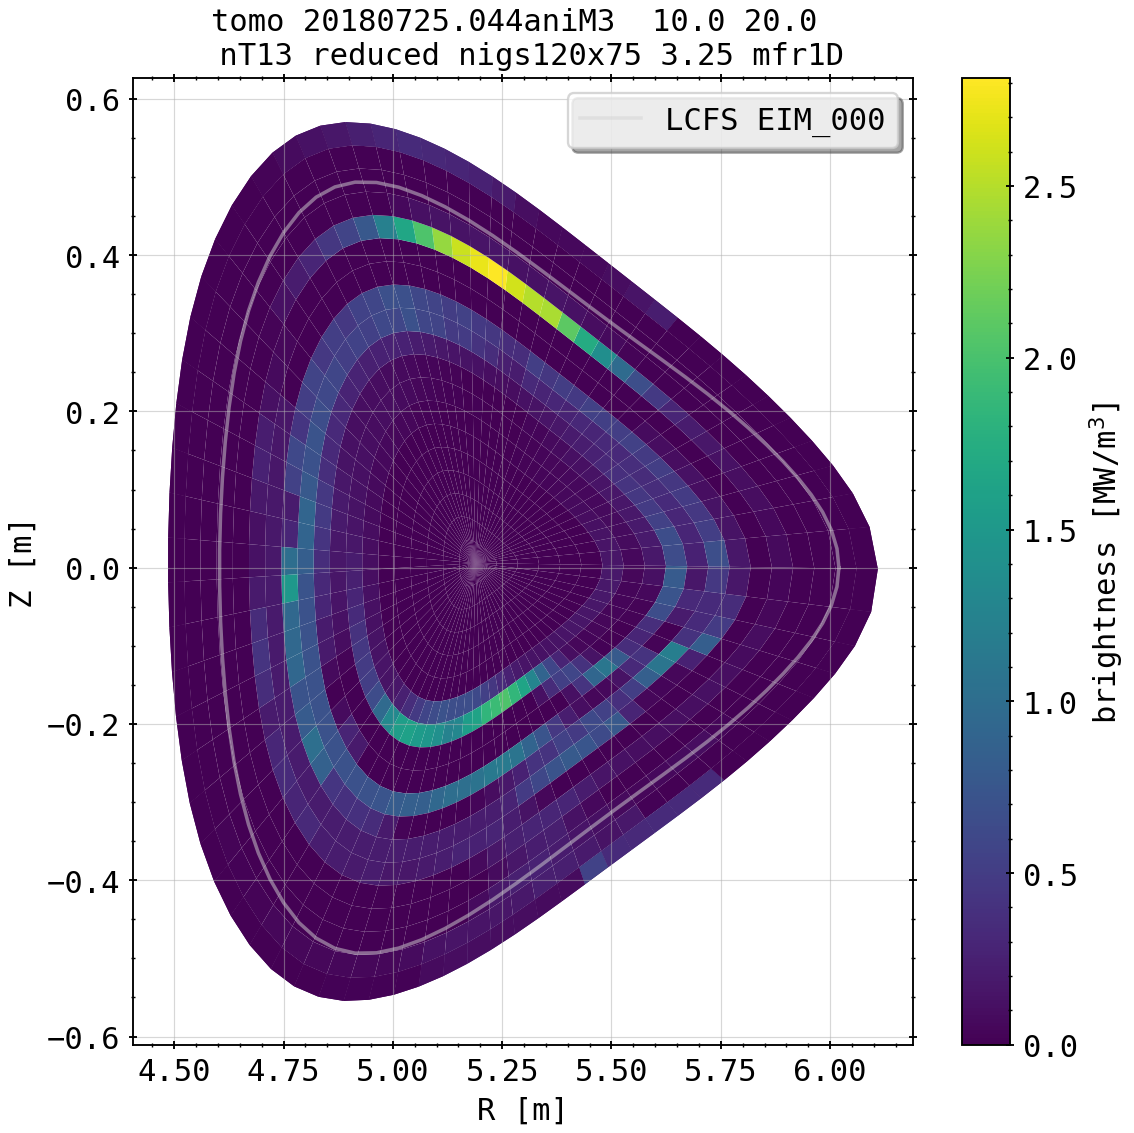 tomo 20180725.044aniM3  10.0 20.0
nT13 reduced nigs120x75 3.25 mfr1D
LCFS EIM_000
0.6
0.4
0.2
0.0
−0.2
−0.4
−0.6
Z [m]
4.50 4.75 5.00 5.25 5.50 5.75 6.00
R [m]
2.5
2.0
1.5
1.0
0.5
0.0
brightness [MW/m³]